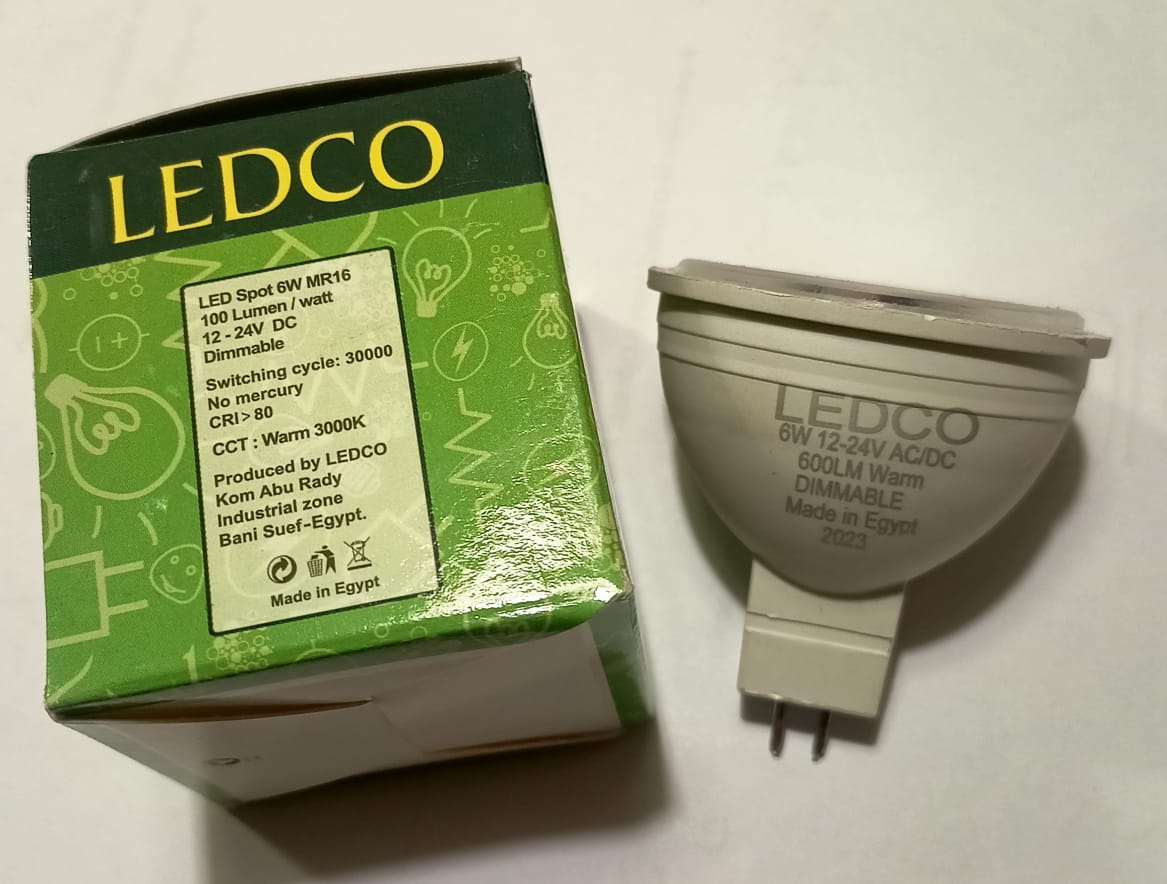 LEDCO
LED Spot 6W MR16
100 Lumen / watt
12 - 24V DC
Dimmable
Switching cycle: 30000
No mercury
CRI > 80
CCT : Warm 3000K
Produced by LEDCO
Kom Abu Rady
Industrial zone
Bani Suef-Egypt.
Made in Egypt
LEDCO
6W 12-24V AC/DC
600LM Warm
DIMMABLE
Made in Egypt
2023